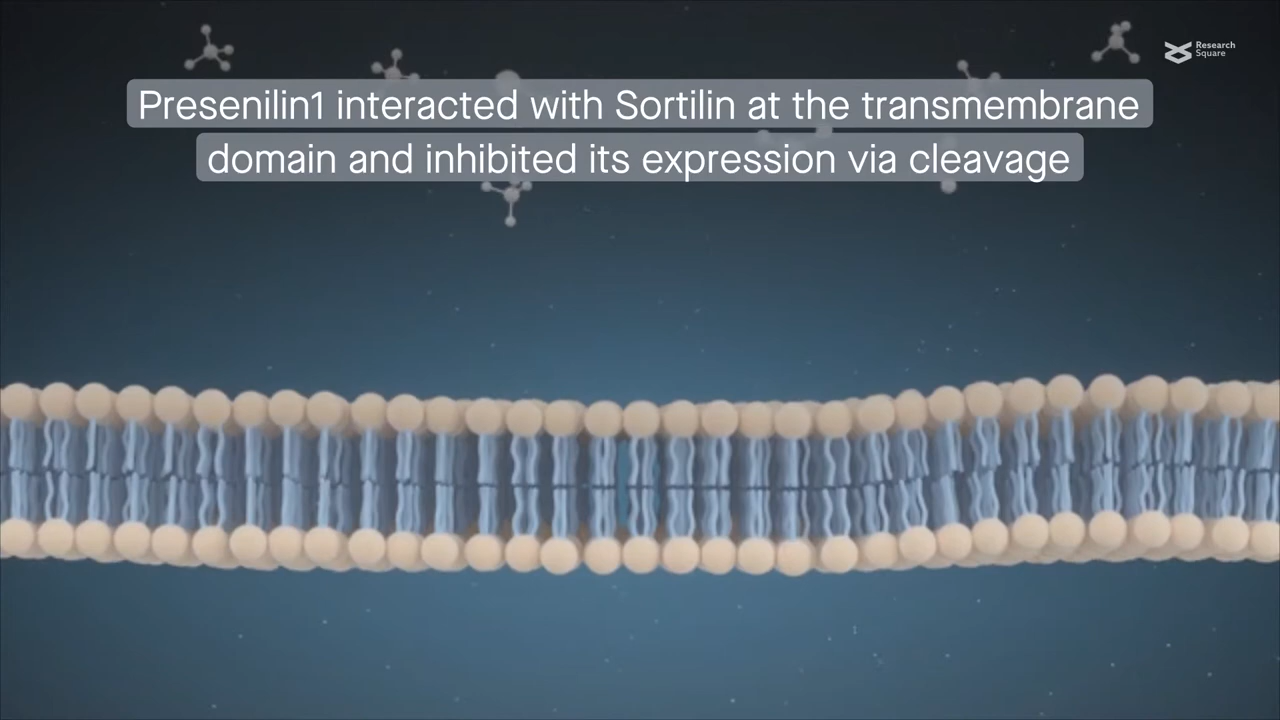 Research
Square
Presenilin1 interacted with Sortilin at the transmembrane
domain and inhibited its expression via cleavage